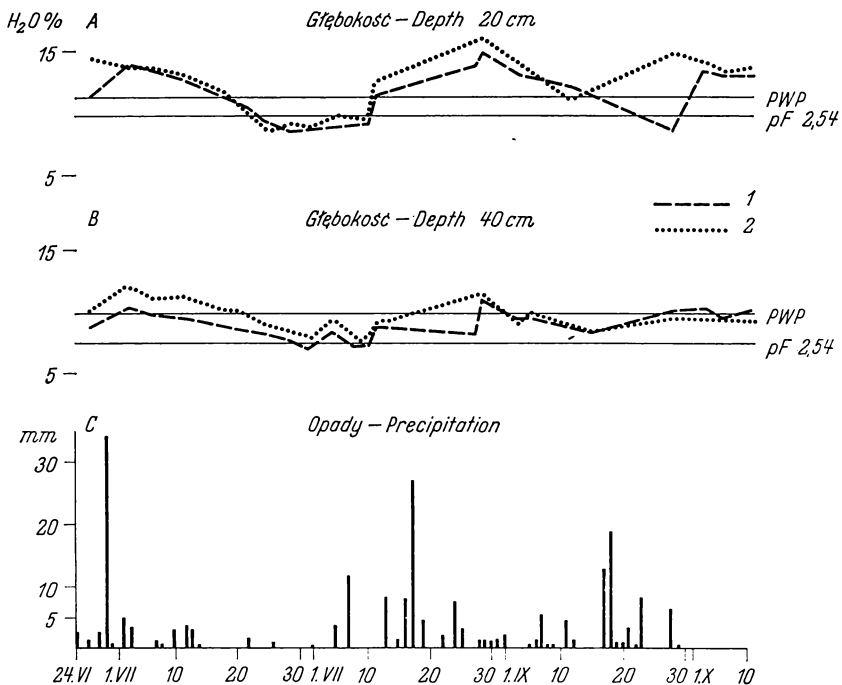 H₂O% A Głębokość – Depth 20 cm
15
PWP
pF 2,54
5
1
2
B Głębokość – Depth 40 cm
15
PWP
pF 2,54
5
C Opady – Precipitation
mm
30
20
10
5
24.VI 1.VII 10 20 30 1.VII 10 20 30 1.IX 10 20 30 1.X 10